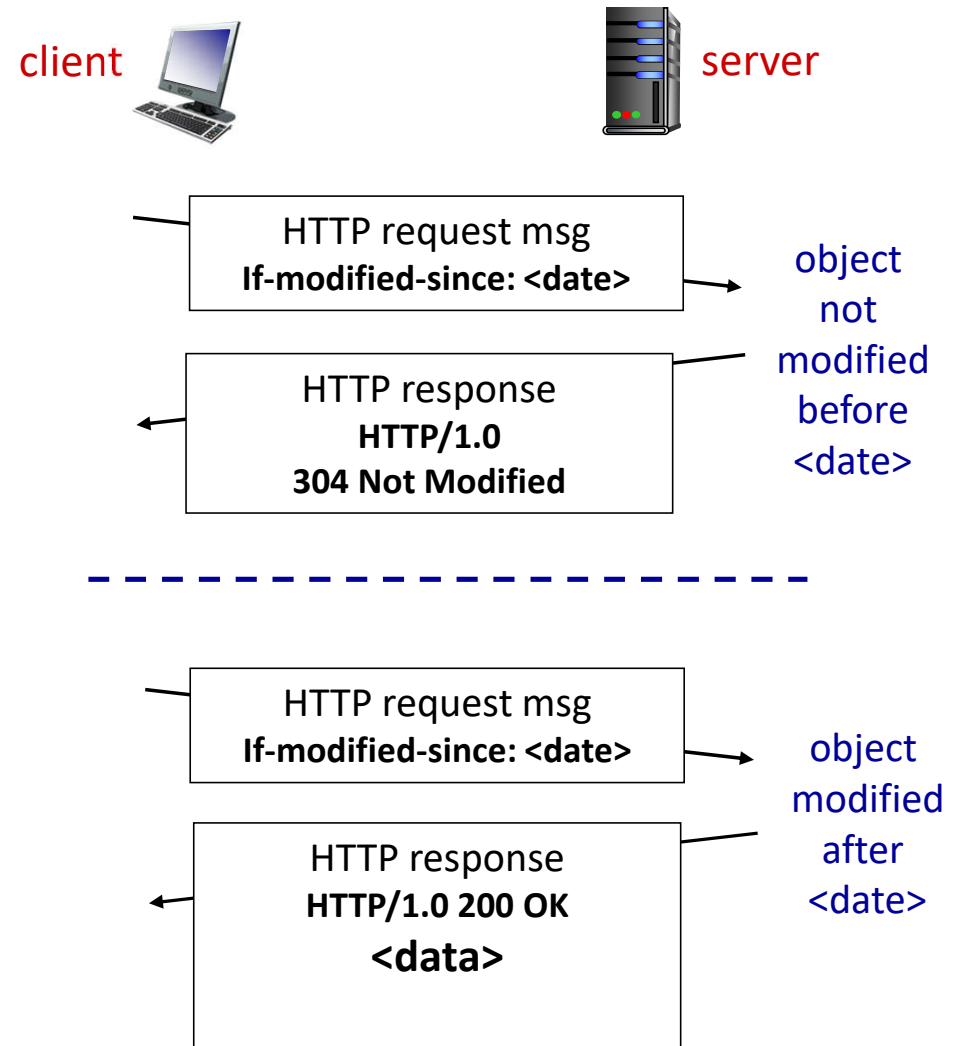 client
server
HTTP request msg
If-modified-since: <date>
object
not
modified
before
<date>
HTTP response
HTTP/1.0
304 Not Modified
HTTP request msg
If-modified-since: <date>
object
modified
after
<date>
HTTP response
HTTP/1.0 200 OK
<data>